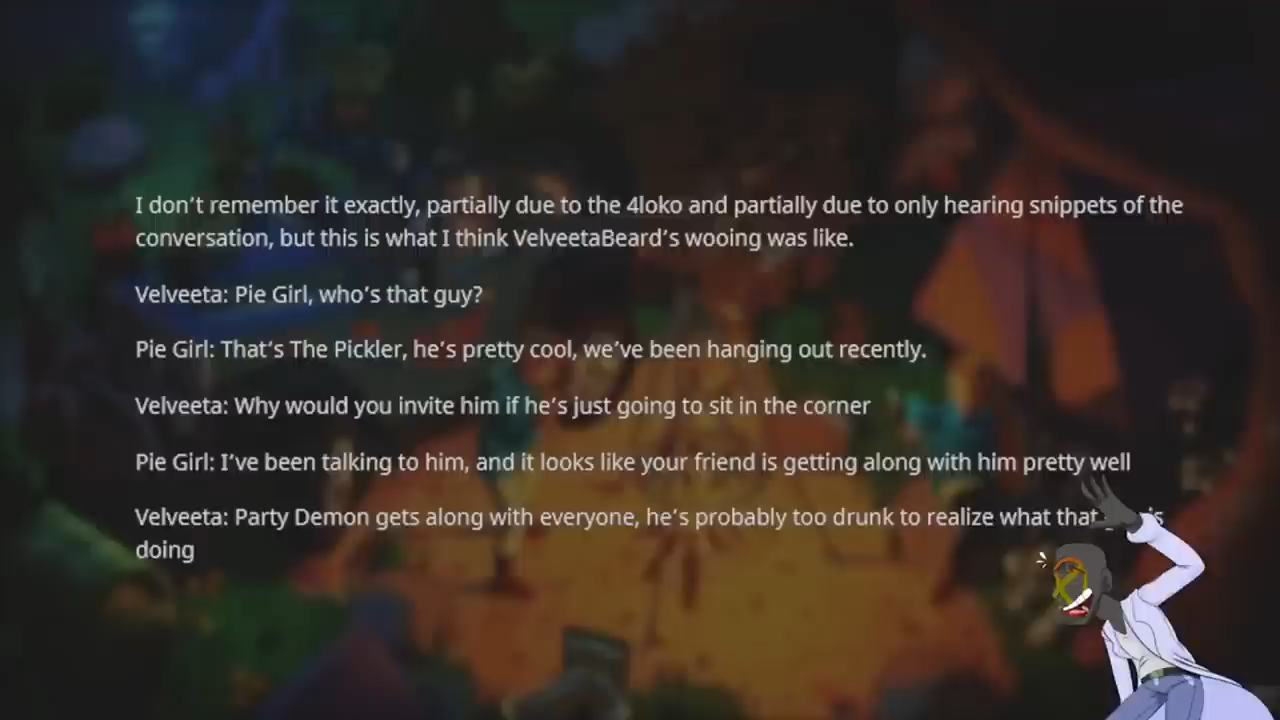 I don't remember it exactly, partially due to the 4loko and partially due to only hearing snippets of the
conversation, but this is what I think VelveetaBeard's wooing was like.
Velveeta: Pie Girl, who's that guy?
Pie Girl: That's The Pickler, he's pretty cool, we've been hanging out recently.
Velveeta: Why would you invite him if he's just going to sit in the corner
Pie Girl: I've been talking to him, and it looks like your friend is getting along with him pretty well
Velveeta: Party Demon gets along with everyone, he's probably too drunk to realize what that is
doing